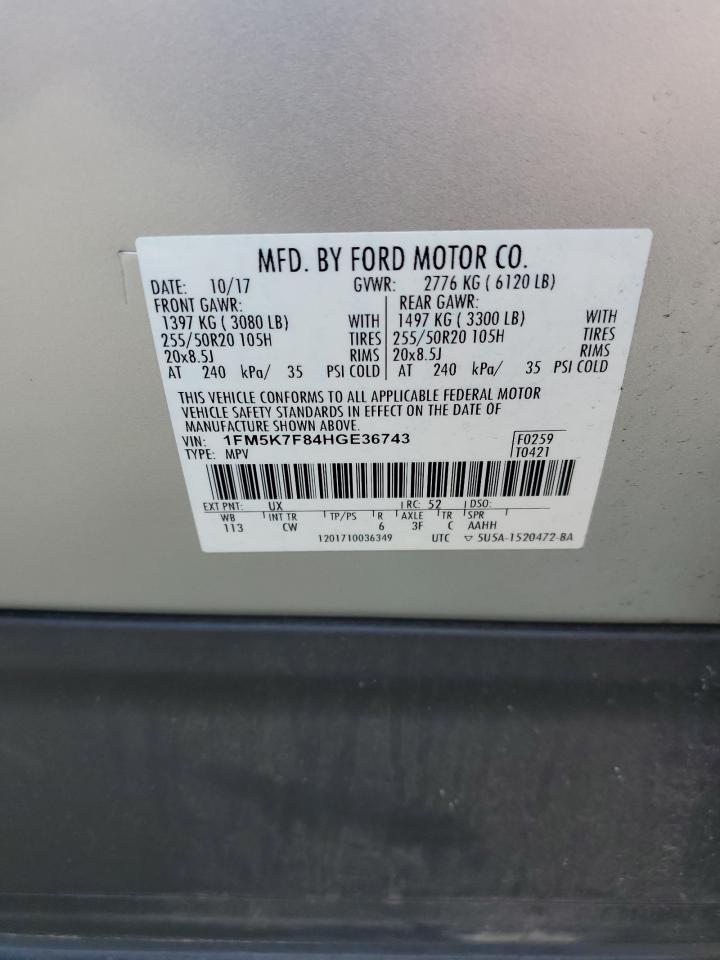 MFD. BY FORD MOTOR CO.
DATE: 10/17 GVWR: 2776 KG ( 6120 LB)
FRONT GAWR: REAR GAWR:
1397 KG ( 3080 LB) WITH 1497 KG ( 3300 LB) WITH
255/50R20 105H TIRES 255/50R20 105H TIRES
20x8.5J RIMS 20x8.5J RIMS
AT 240 kPa/ 35 PSI COLD AT 240 kPa/ 35 PSI COLD
THIS VEHICLE CONFORMS TO ALL APPLICABLE FEDERAL MOTOR
VEHICLE SAFETY STANDARDS IN EFFECT ON THE DATE OF
MANUFACTURE SHOWN ABOVE.
VIN: 1FM5K7F84HGE36743 F0259
TYPE: MPV T0421
EXT PNT: UX RC: 52 DSO:
WB INT TR TP/PS R AXLE TR SPR
113 CW 6 3F C AAHH
1201710036349 UTC ▽ 5U5A-1520472-BA